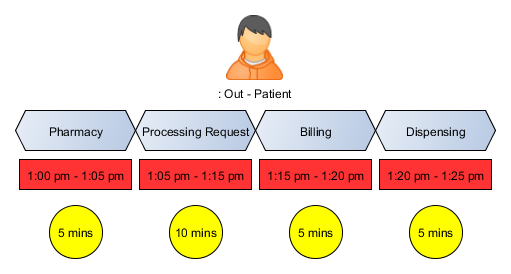 : Out - Patient
Pharmacy
Processing Request
Billing
Dispensing
1:00 pm - 1:05 pm
1:05 pm - 1:15 pm
1:15 pm - 1:20 pm
1:20 pm - 1:25 pm
5 mins
10 mins
5 mins
5 mins